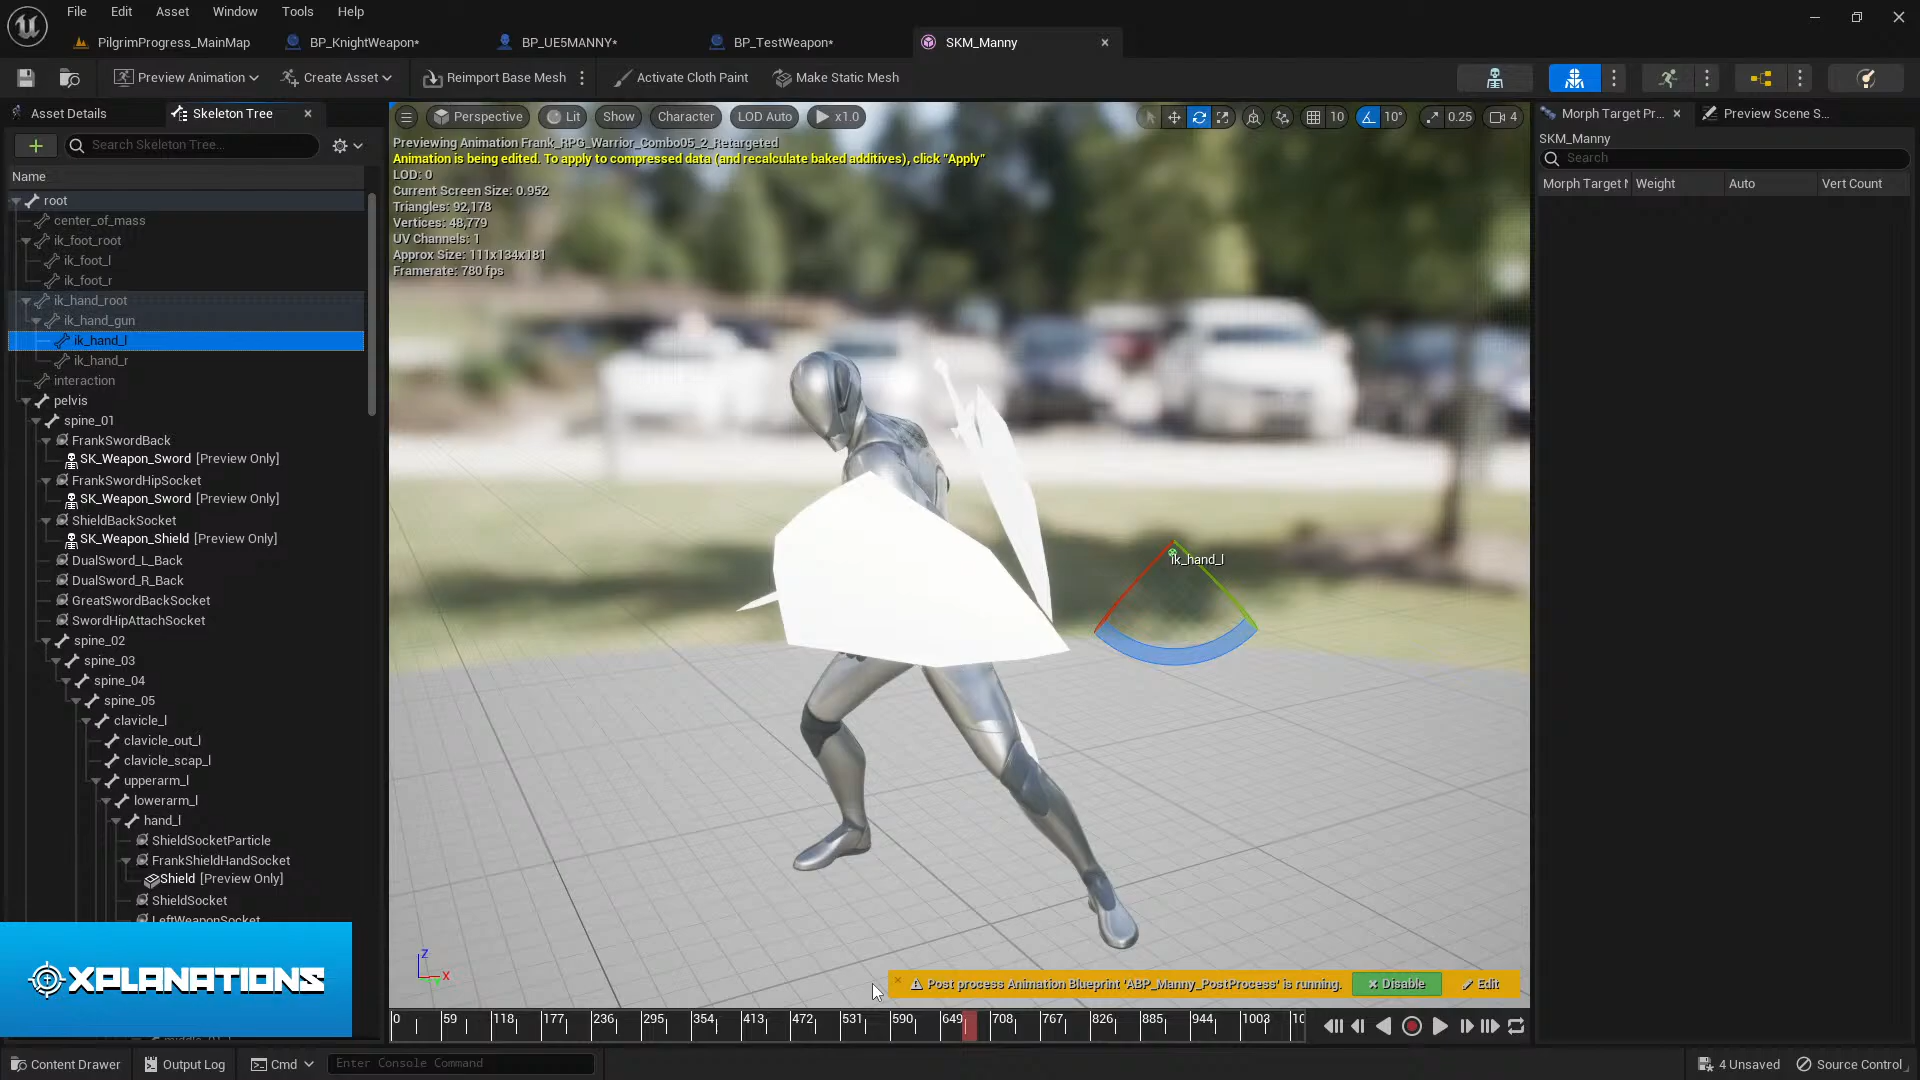 File Edit Asset Window Tools Help
PilgrimProgress_MainMap BP_KnightWeapon* BP_UE5MANNY* BP_TestWeapon* SKM_Manny
Preview Animation Create Asset Reimport Base Mesh Activate Cloth Paint Make Static Mesh
Asset Details Skeleton Tree
Search Skeleton Tree...
Name
root
center_of_mass
ik_foot_root
ik_foot_l
ik_foot_r
ik_hand_root
ik_hand_gun
ik_hand_l
ik_hand_r
interaction
pelvis
spine_01
FrankSwordBack
SK_Weapon_Sword [Preview Only]
FrankSwordHipSocket
SK_Weapon_Sword [Preview Only]
ShieldBackSocket
SK_Weapon_Shield [Preview Only]
DualSword_L_Back
DualSword_R_Back
GreatSwordBackSocket
SwordHipAttachSocket
spine_02
spine_03
spine_04
spine_05
clavicle_l
clavicle_out_l
clavicle_scap_l
upperarm_l
lowerarm_l
hand_l
ShieldSocketParticle
FrankShieldHandSocket
Shield [Preview Only]
ShieldSocket
LeftWeaponSocket
XPLANATIONS
Perspective Lit Show Character LOD Auto x1.0 10 10° 0.25 4
Previewing Animation Frank_RPG_Warrior_Combo05_2_Retargeted
Animation is being edited. To apply to compressed data (and recalculate baked additives), click "Apply"
LOD: 0
Current Screen Size: 0.952
Triangles: 92,178
Vertices: 48,779
UV Channels: 1
Approx Size: 111x134x181
Framerate: 780 fps
ik_hand_l
Z
X
Post process Animation Blueprint 'ABP_Manny_PostProcess' is running. Disable Edit
0 59 118 177 236 295 354 413 472 531 590 649 708 767 826 885 944 1003 10
Morph Target Pr... Preview Scene S...
SKM_Manny
Search
Morph Target N Weight Auto Vert Count
Content Drawer Output Log Cmd Enter Console Command 4 Unsaved Source Control